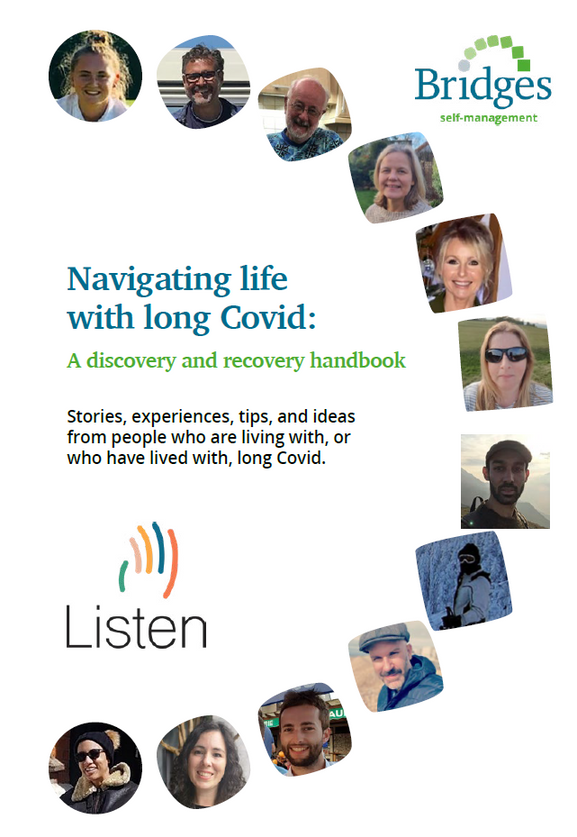 Bridges
self-management
Navigating life
with long Covid:
A discovery and recovery handbook
Stories, experiences, tips, and ideas
from people who are living with, or
who have lived with, long Covid.
Listen
AU